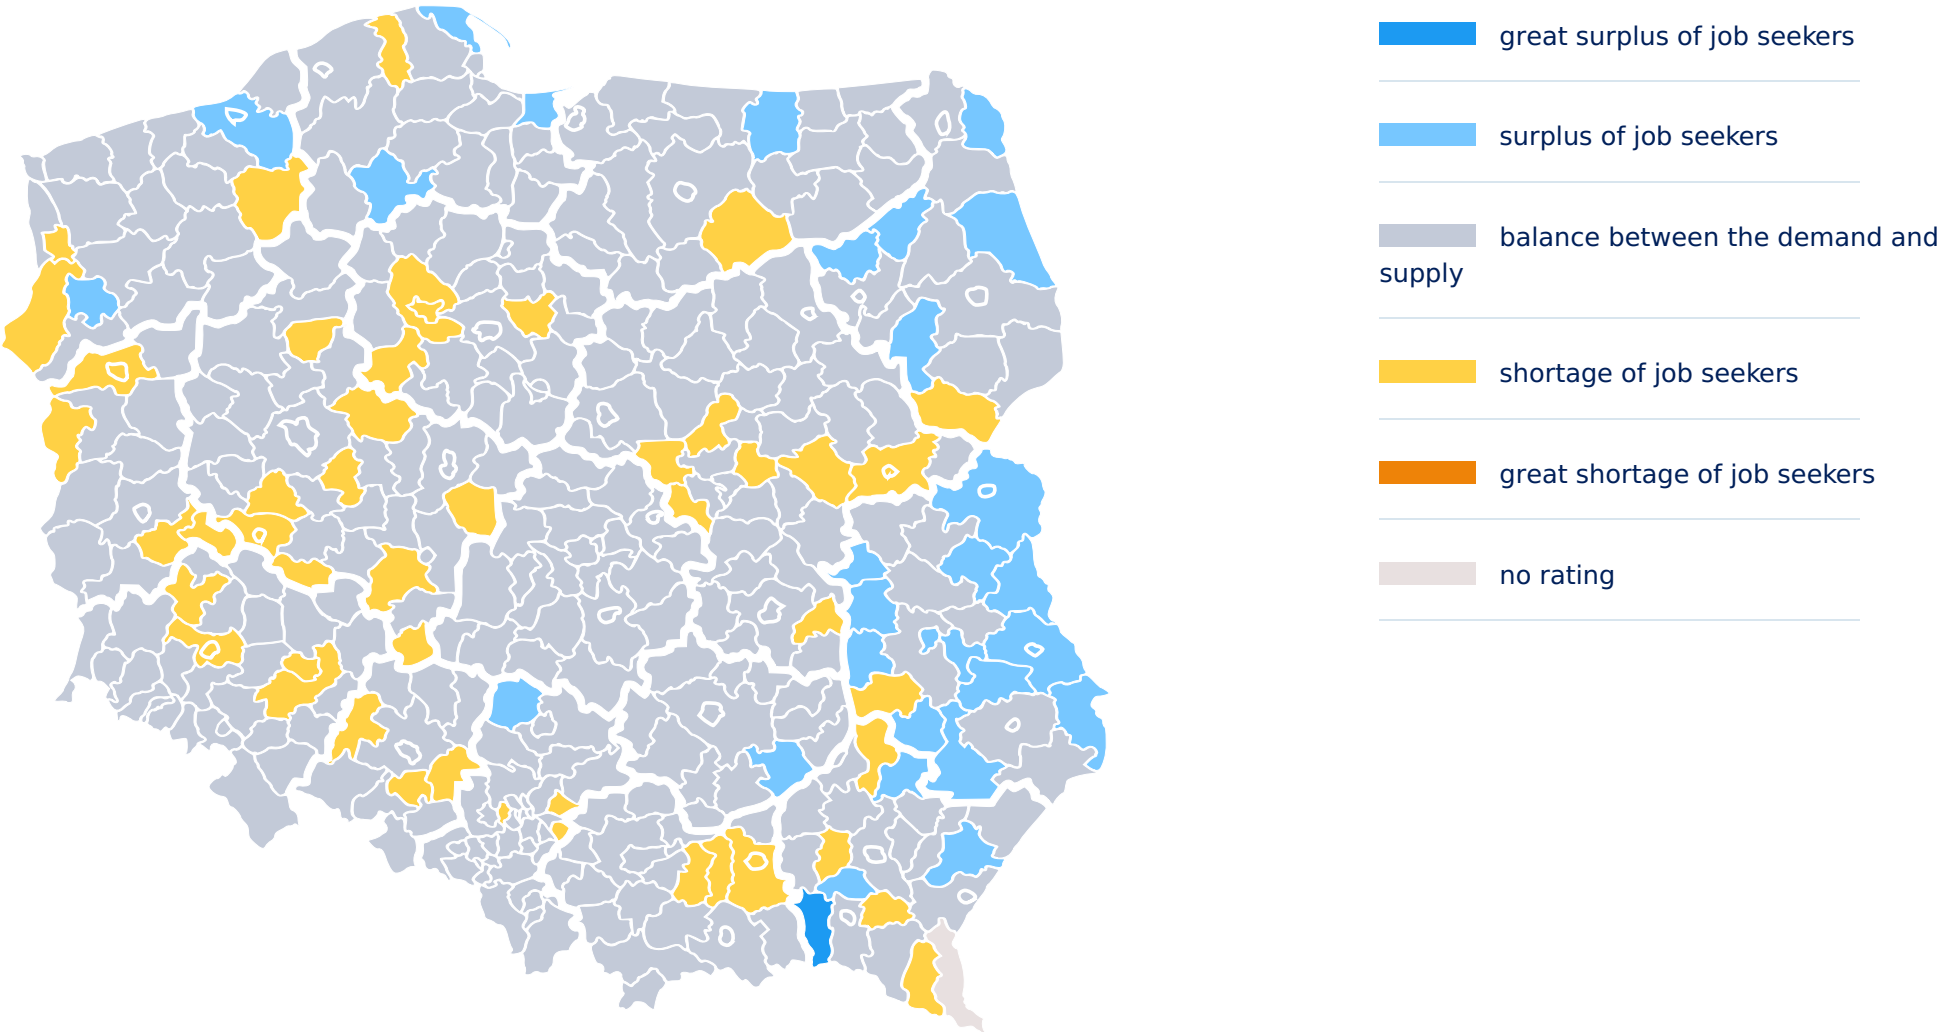 great surplus of job seekers
surplus of job seekers
balance between the demand and
supply
shortage of job seekers
great shortage of job seekers
no rating